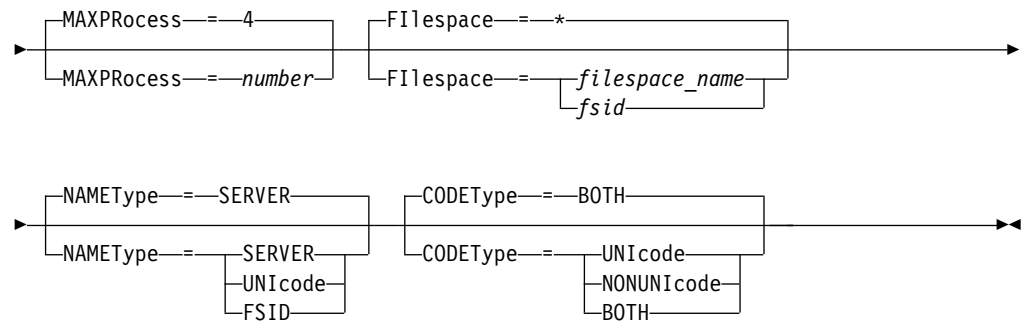 MAXPRocess = 4 FIlespace = *
MAXPRocess = number FIlespace = filespace_name
fsid
NAMEType = SERVER CODEType = BOTH
NAMEType = SERVER CODEType = UNIcode
UNIcode NONUNIcode
FSID BOTH